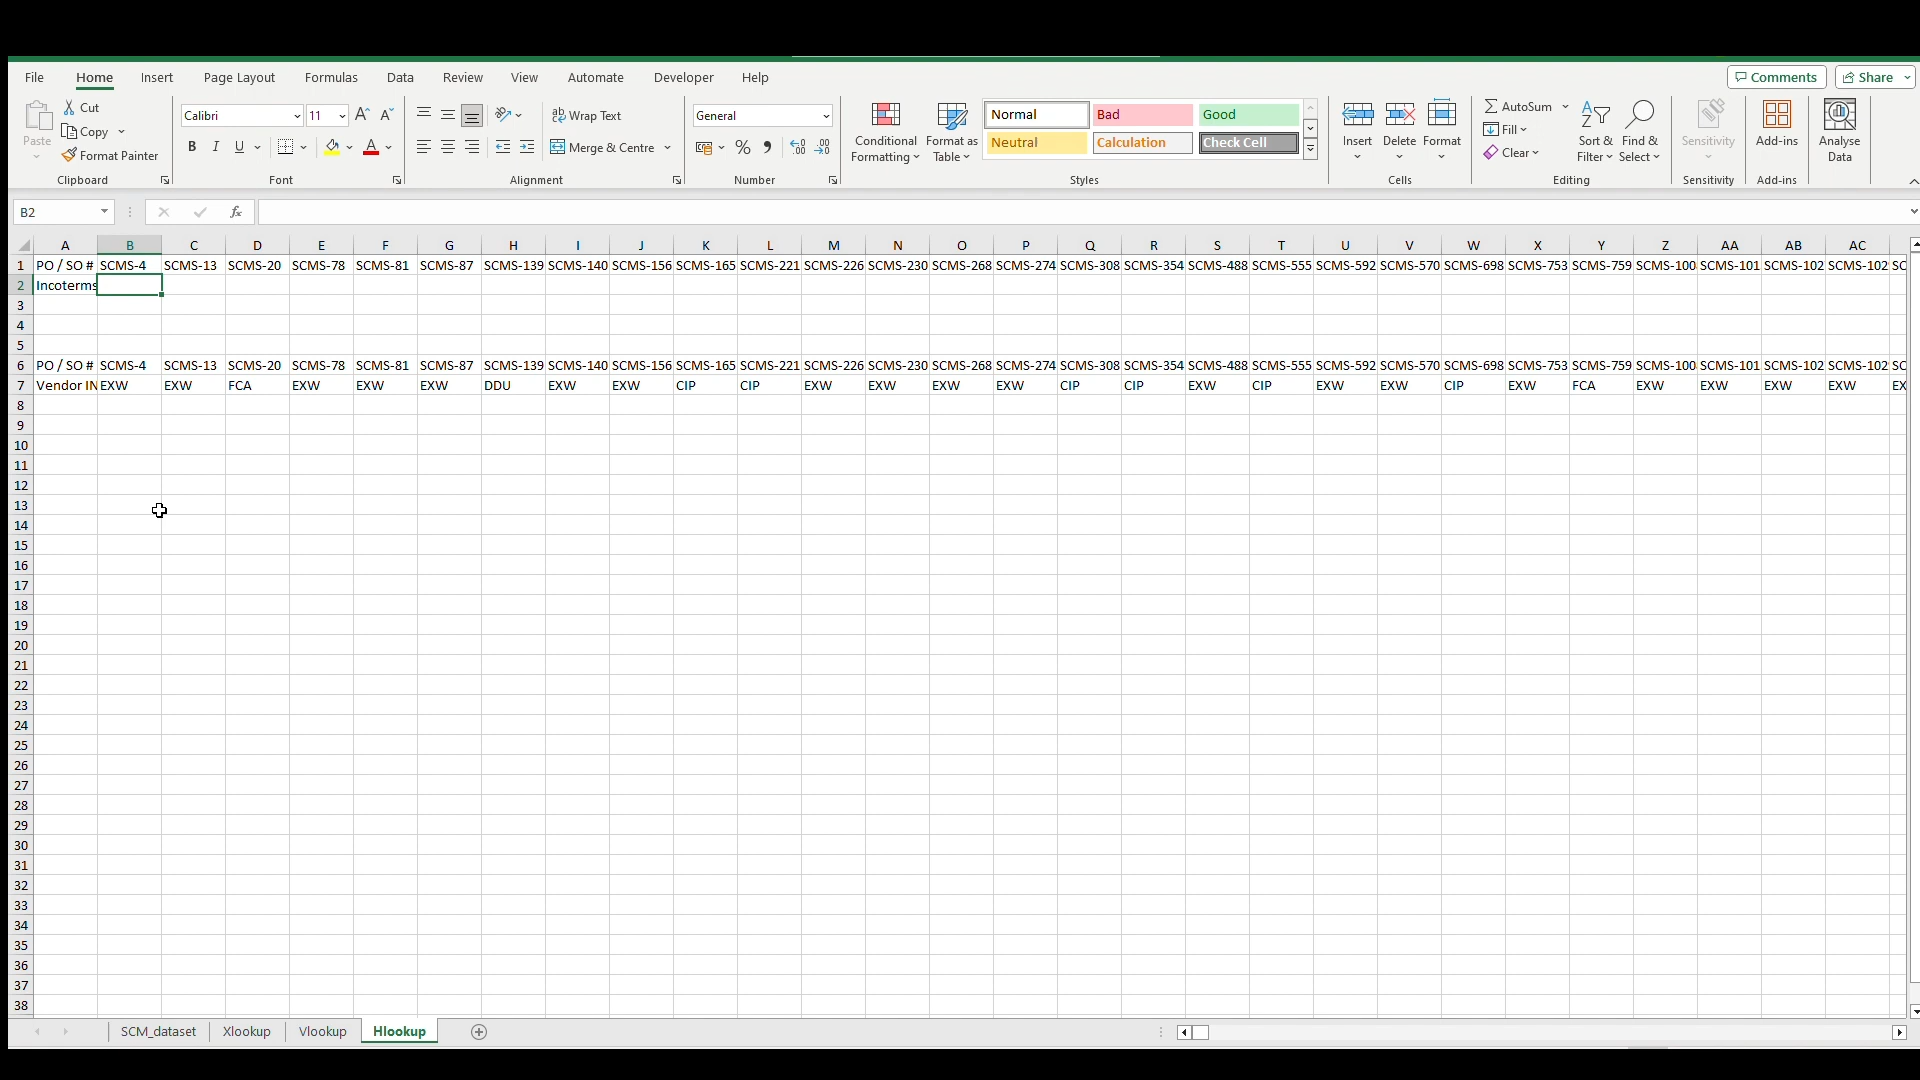 File Home Insert Page Layout Formulas Data Review View Automate Developer Help Comments Share
Paste Cut Copy Format Painter Clipboard
Calibri 11 B I U Font
Wrap Text Merge & Centre Alignment
General % Number
Conditional Formatting Format as Table
Normal Bad Good
Neutral Calculation Check Cell
Styles
Insert Delete Format Cells
AutoSum Fill Clear Sort & Filter Find & Select Editing
Sensitivity Sensitivity
Add-ins Add-ins
Analyse Data
B2 fx
A B C D E F G H I J K L M N O P Q R S T U V W X Y Z AA AB AC
1 PO / SO # SCMS-4 SCMS-13 SCMS-20 SCMS-78 SCMS-81 SCMS-87 SCMS-139 SCMS-140 SCMS-156 SCMS-165 SCMS-221 SCMS-226 SCMS-230 SCMS-268 SCMS-274 SCMS-308 SCMS-354 SCMS-488 SCMS-555 SCMS-592 SCMS-570 SCMS-698 SCMS-753 SCMS-759 SCMS-100 SCMS-101 SCMS-102 SCMS-102 SC
2 Incoterms
3
4
5
6 PO / SO # SCMS-4 SCMS-13 SCMS-20 SCMS-78 SCMS-81 SCMS-87 SCMS-139 SCMS-140 SCMS-156 SCMS-165 SCMS-221 SCMS-226 SCMS-230 SCMS-268 SCMS-274 SCMS-308 SCMS-354 SCMS-488 SCMS-555 SCMS-592 SCMS-570 SCMS-698 SCMS-753 SCMS-759 SCMS-100 SCMS-101 SCMS-102 SCMS-102 SC
7 Vendor IN EXW EXW FCA EXW EXW EXW DDU EXW EXW CIP CIP EXW EXW EXW EXW CIP CIP EXW CIP EXW EXW CIP EXW FCA EXW EXW EXW EXW EX
8
9
10
11
12
13
14
15
16
17
18
19
20
21
22
23
24
25
26
27
28
29
30
31
32
33
34
35
36
37
38
SCM_dataset Xlookup Vlookup Hlookup